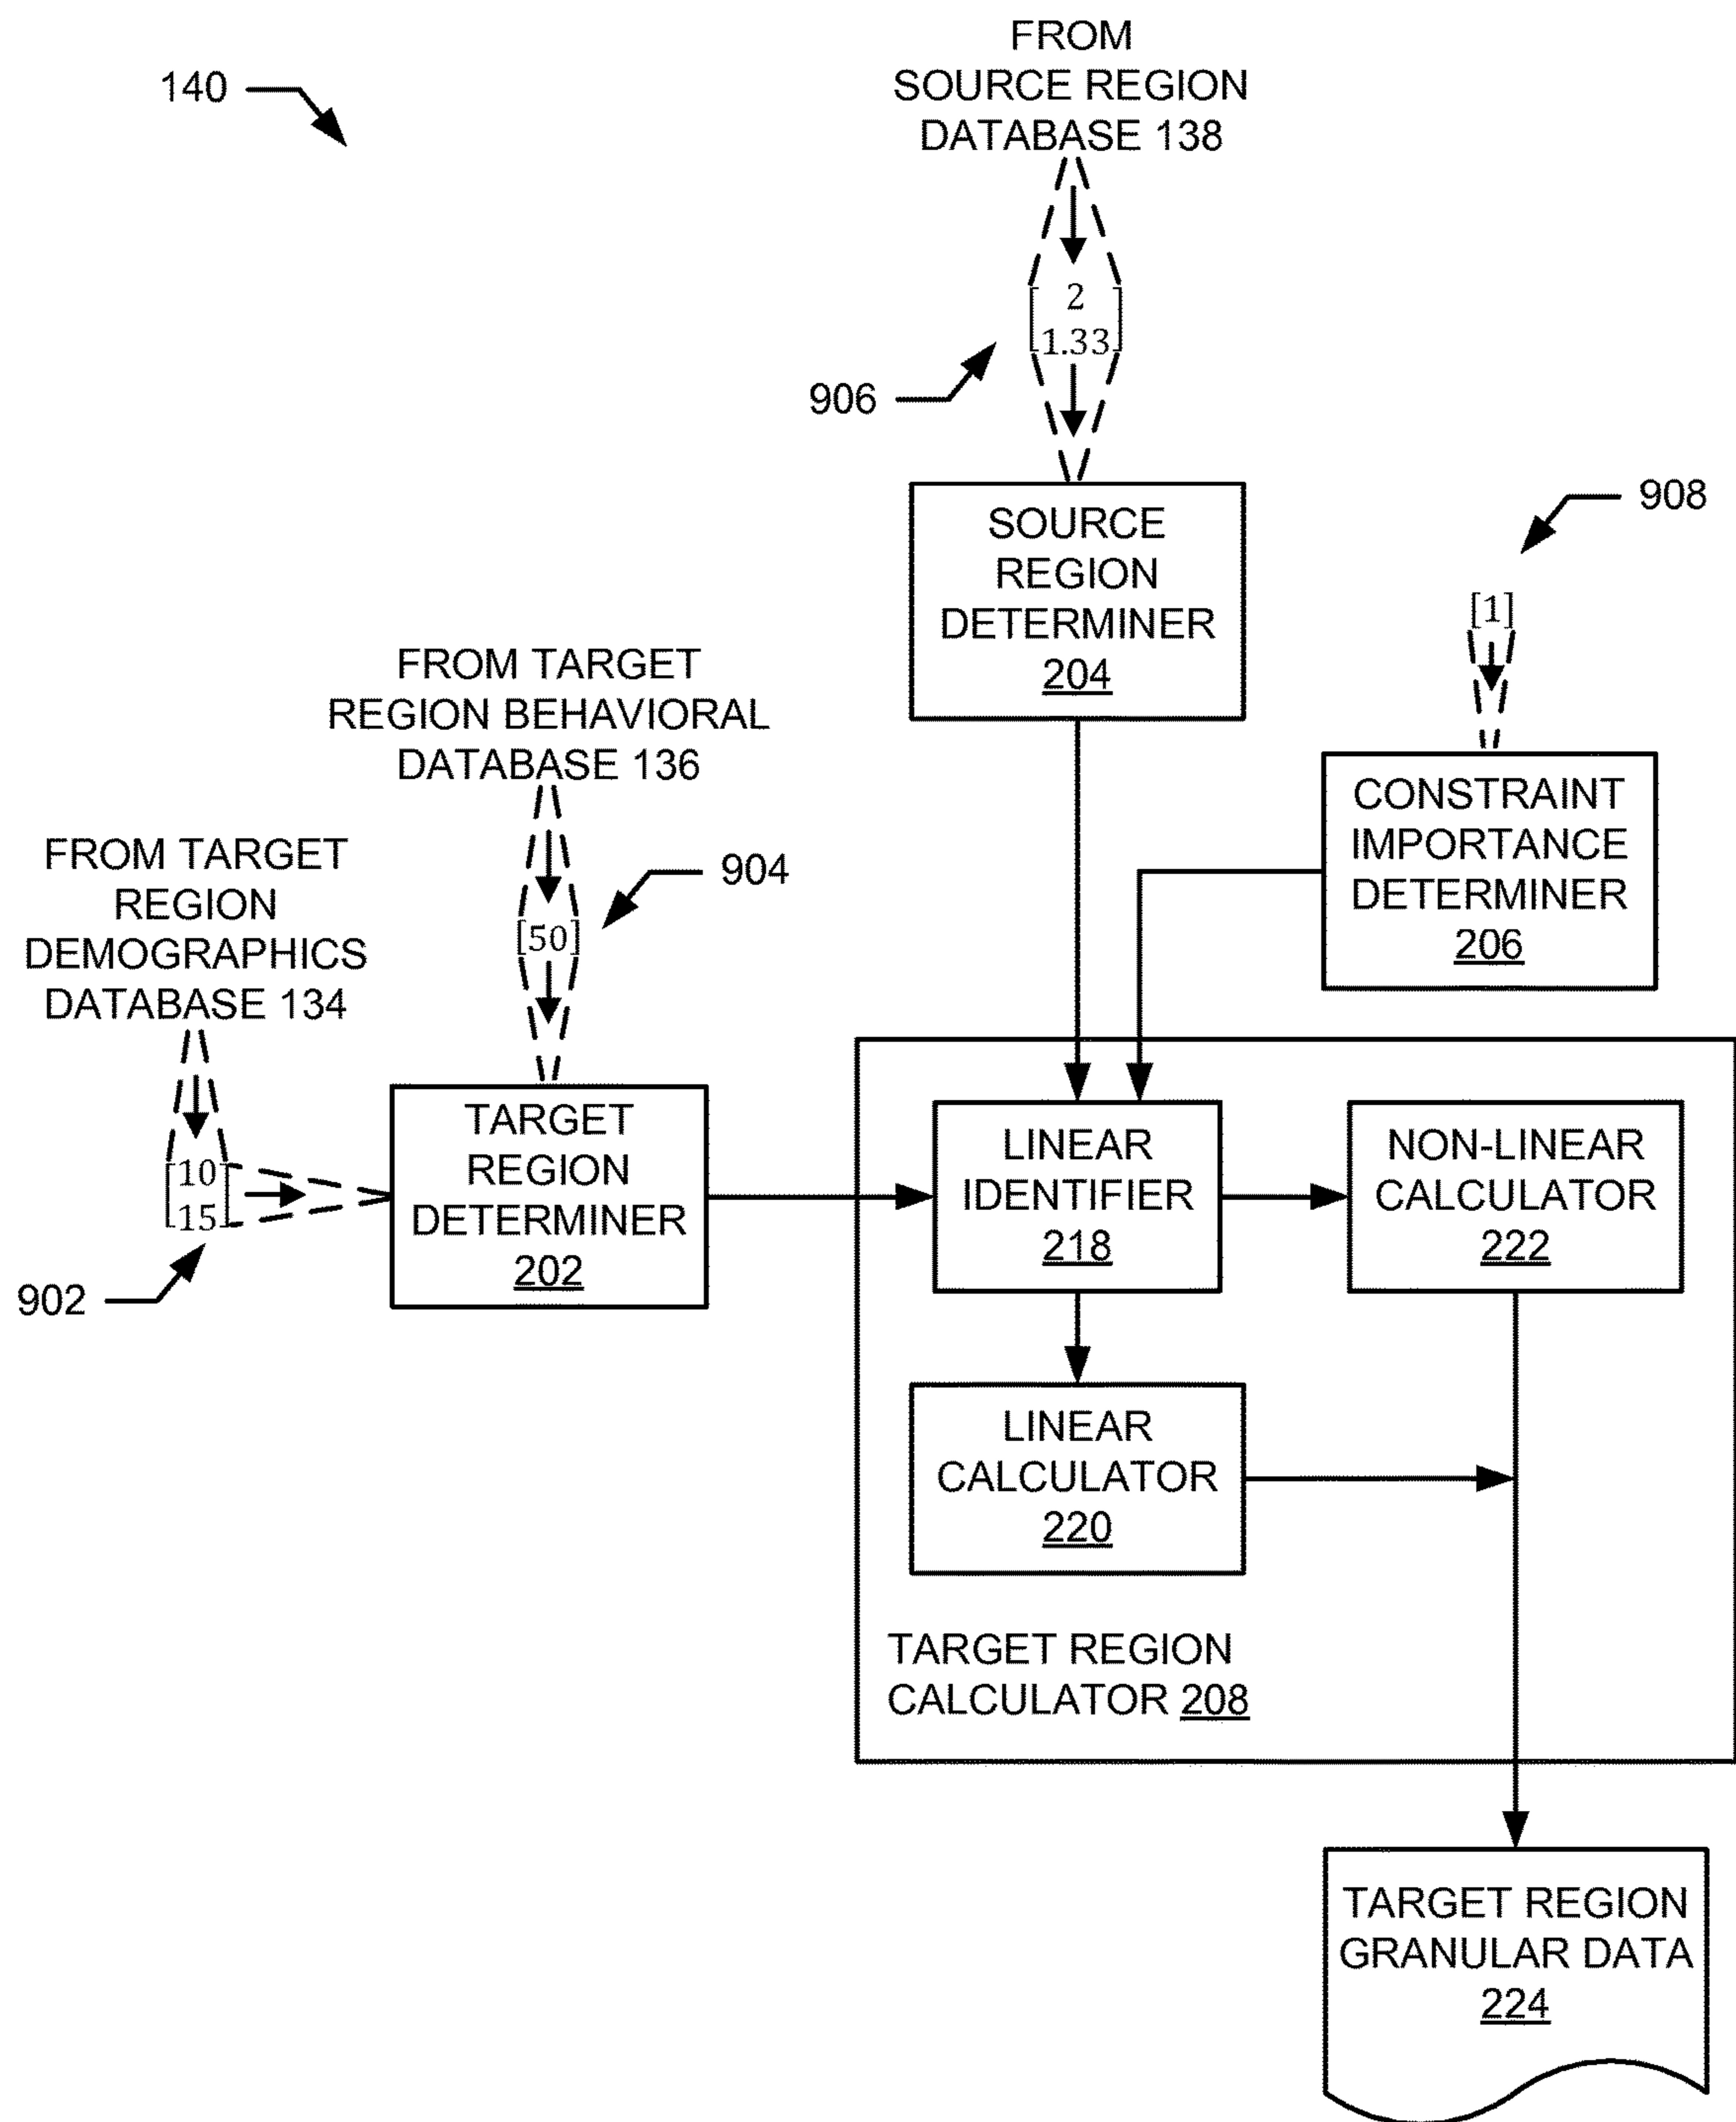 140
FROM
SOURCE REGION
DATABASE 138
[2
1.33]
906
SOURCE
REGION
DETERMINER
204
908
[1]
CONSTRAINT
IMPORTANCE
DETERMINER
206
FROM TARGET
REGION BEHAVIORAL
DATABASE 136
904
[50]
FROM TARGET
REGION
DEMOGRAPHICS
DATABASE 134
[10
15]
902
TARGET
REGION
DETERMINER
202
LINEAR
IDENTIFIER
218
NON-LINEAR
CALCULATOR
222
LINEAR
CALCULATOR
220
TARGET REGION
CALCULATOR 208
TARGET REGION
GRANULAR DATA
224